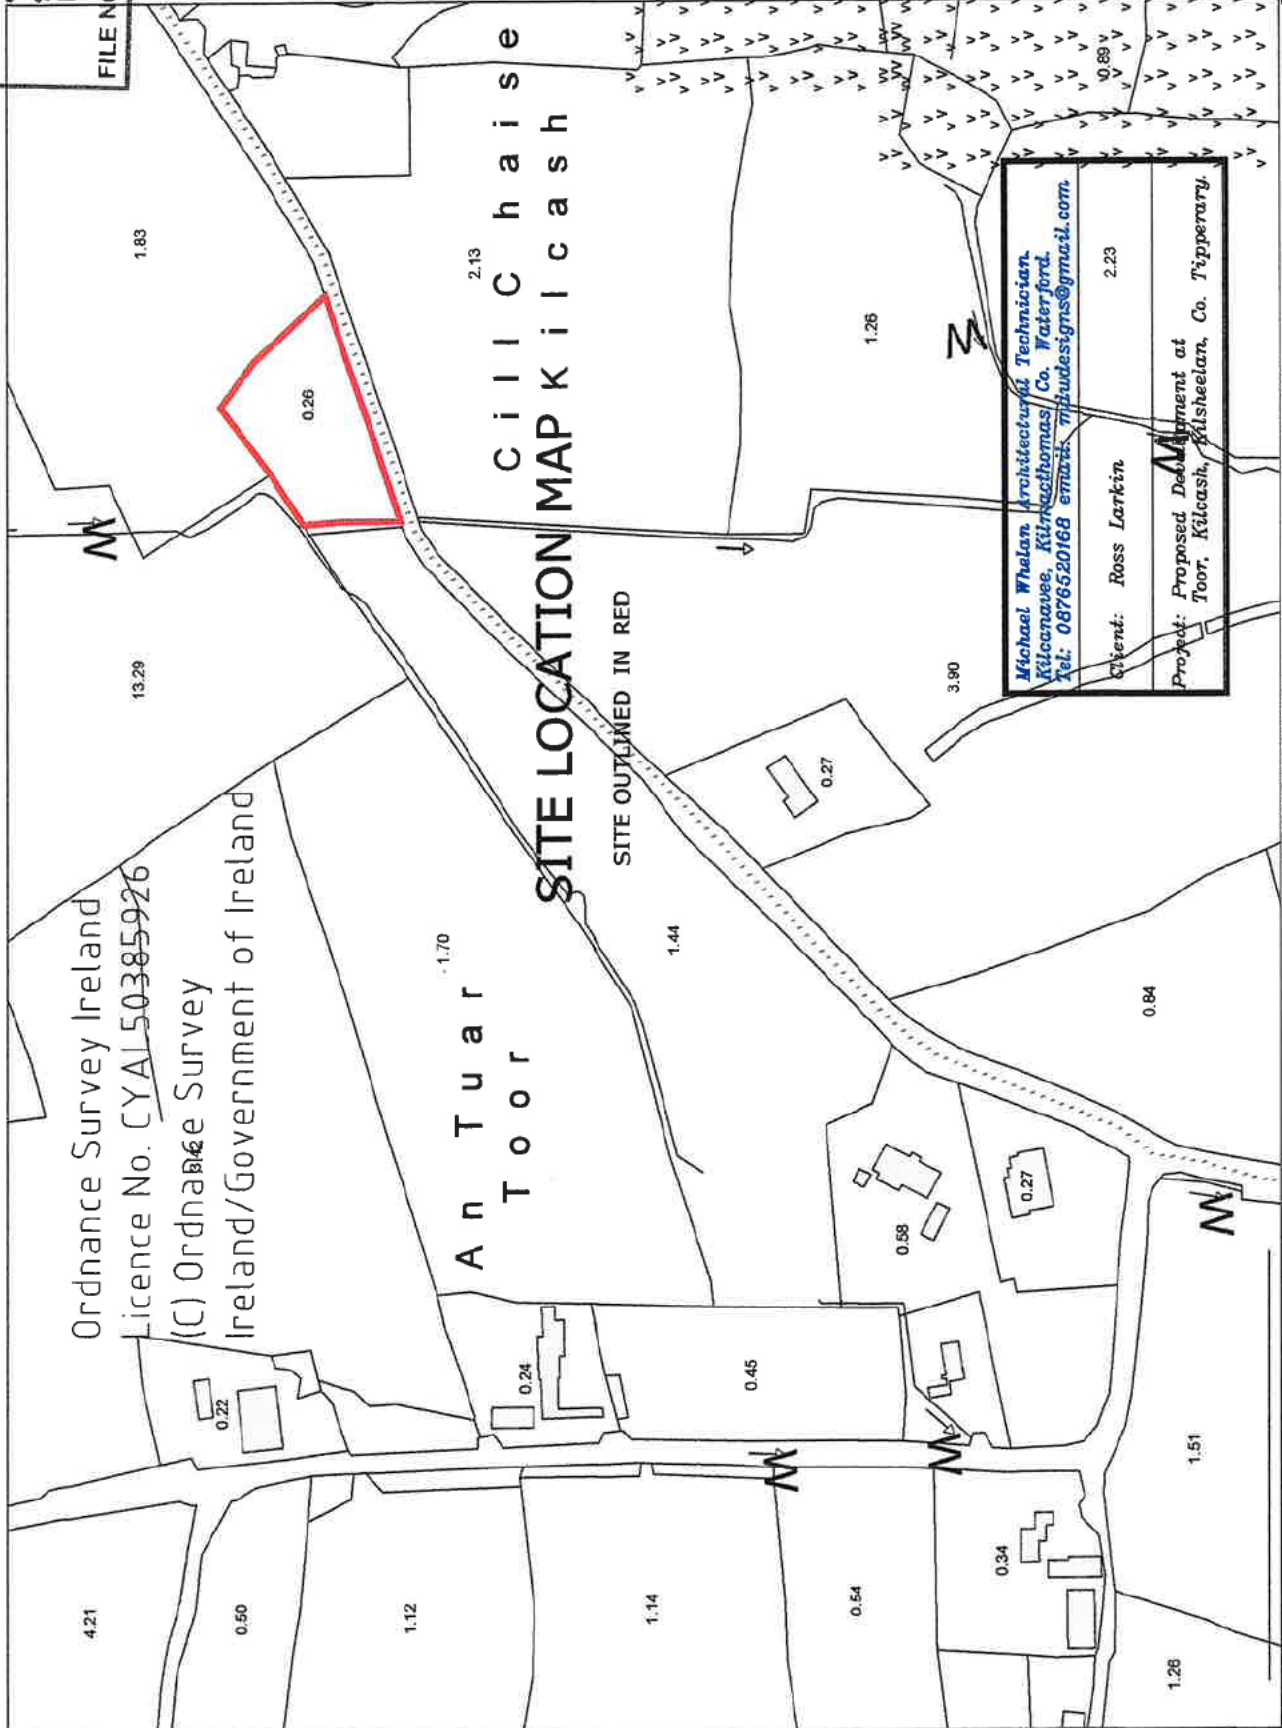 FILE NO
Ordnance Survey Ireland
Licence No. CYAL50385926
(C) Ordnance Survey
Ireland/Government of Ireland
13.29
1.83
0.26
2.13
Cill Chaise
SITE LOCATION MAP
Kilcash
SITE OUTLINED IN RED
An Tuar
Toor
1.70
1.44
4.21
0.50
0.22
1.12
0.24
1.14
0.45
0.54
0.58
0.27
0.34
0.27
0.84
1.51
1.26
3.90
1.26
0.89
2.23
W
W
W
W
W
W
Michael Whelan Architectural Technician.
Kilcanavee, Kilmacthomas, Co. Waterford.
Tel: 0876520168 email: mdwdesigns@gmail.com
Client: Ross Larkin
Project: Proposed Development at
Toor, Kilcash, Kilsheelan, Co. Tipperary.